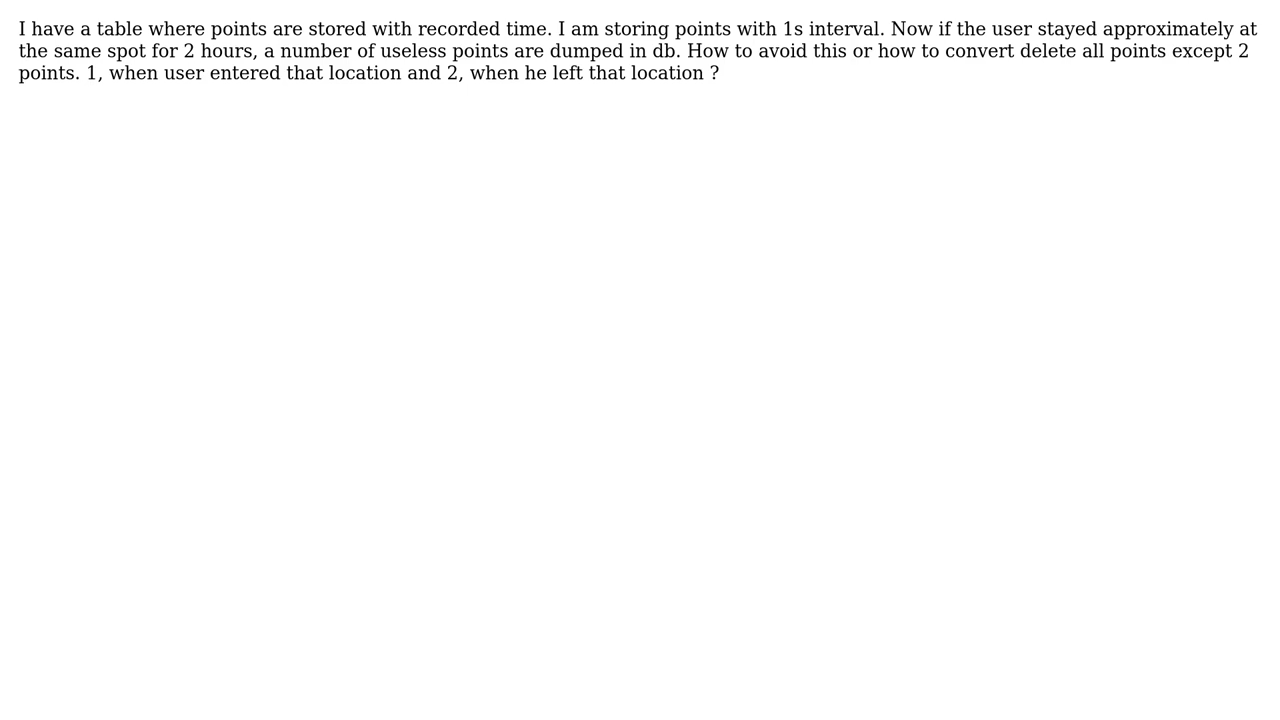 I have a table where points are stored with recorded time. I am storing points with 1s interval. Now if the user stayed approximately at
the same spot for 2 hours, a number of useless points are dumped in db. How to avoid this or how to convert delete all points except 2
points. 1, when user entered that location and 2, when he left that location ?